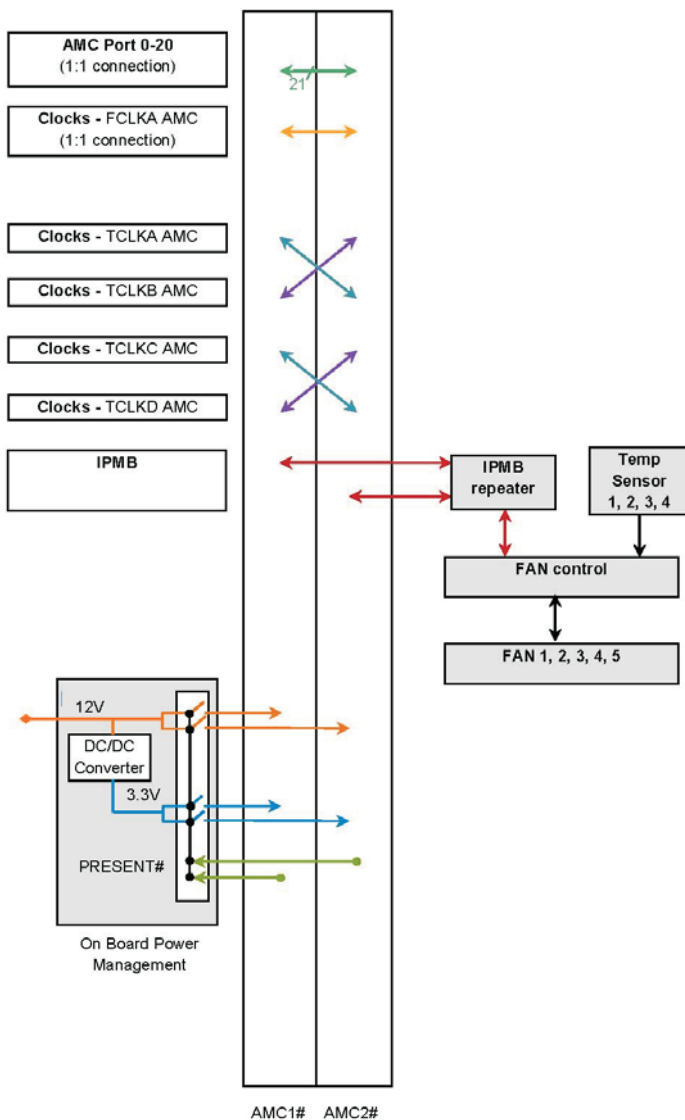 AMC Port 0-20
(1:1 connection)
21
Clocks - FCLKA AMC
(1:1 connection)
Clocks - TCLKA AMC
Clocks - TCLKB AMC
Clocks - TCLKC AMC
Clocks - TCLKD AMC
IPMB
IPMB
repeater
Temp
Sensor
1, 2, 3, 4
FAN control
FAN 1, 2, 3, 4, 5
12V
DC/DC
Converter
3.3V
PRESENT#
On Board Power
Management
AMC1# AMC2#